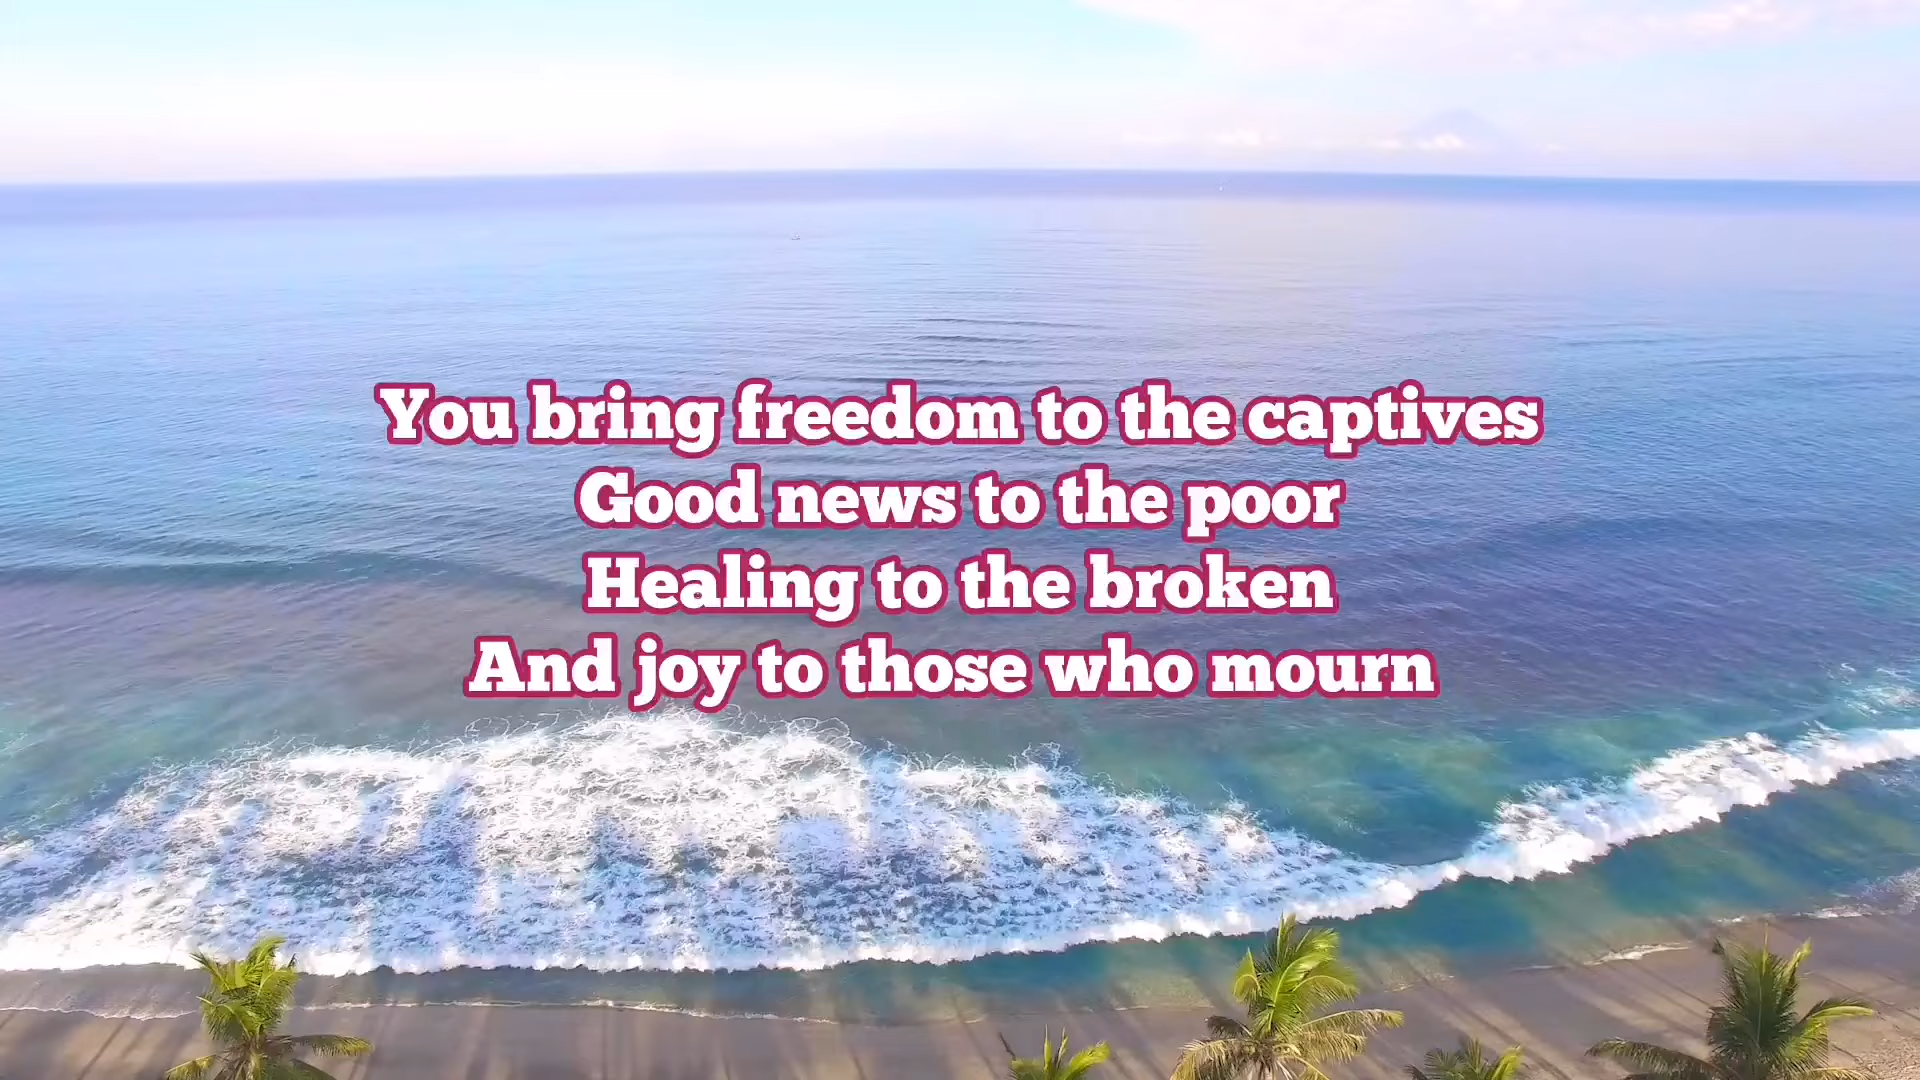 You bring freedom to the captives
Good news to the poor
Healing to the broken
And joy to those who mourn